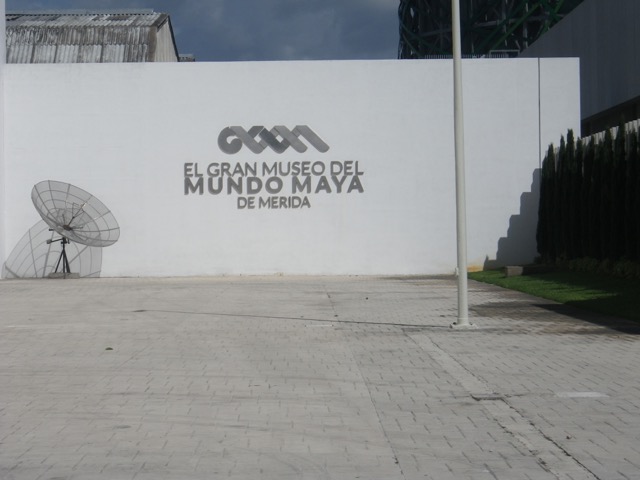 EL GRAN MUSEO DEL
MUNDO MAYA
DE MERIDA